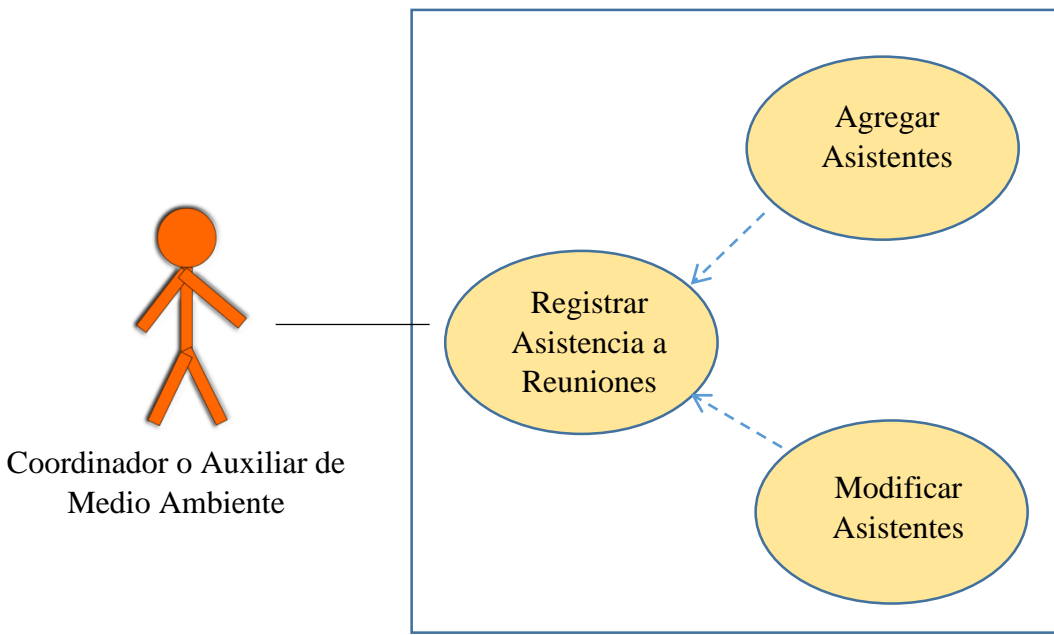 Agregar
Asistentes
Registrar
Asistencia a
Reuniones
Coordinador o Auxiliar de
Medio Ambiente
Modificar
Asistentes